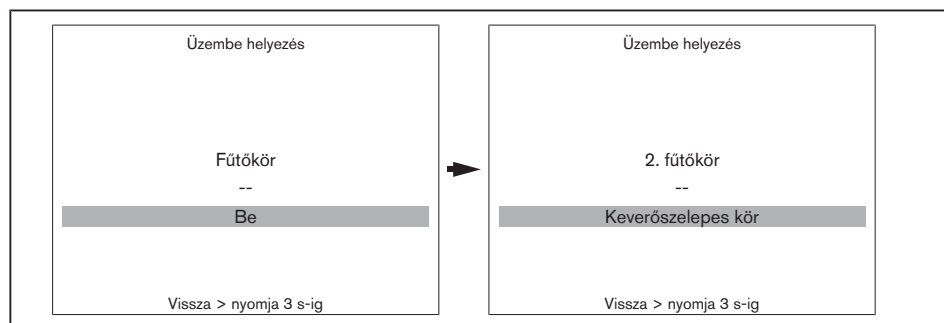 Üzembe helyezés
Fűtőkör
--
Be
Vissza > nyomja 3 s-ig
Üzembe helyezés
2. fűtőkör
--
Keverőszelepes kör
Vissza > nyomja 3 s-ig